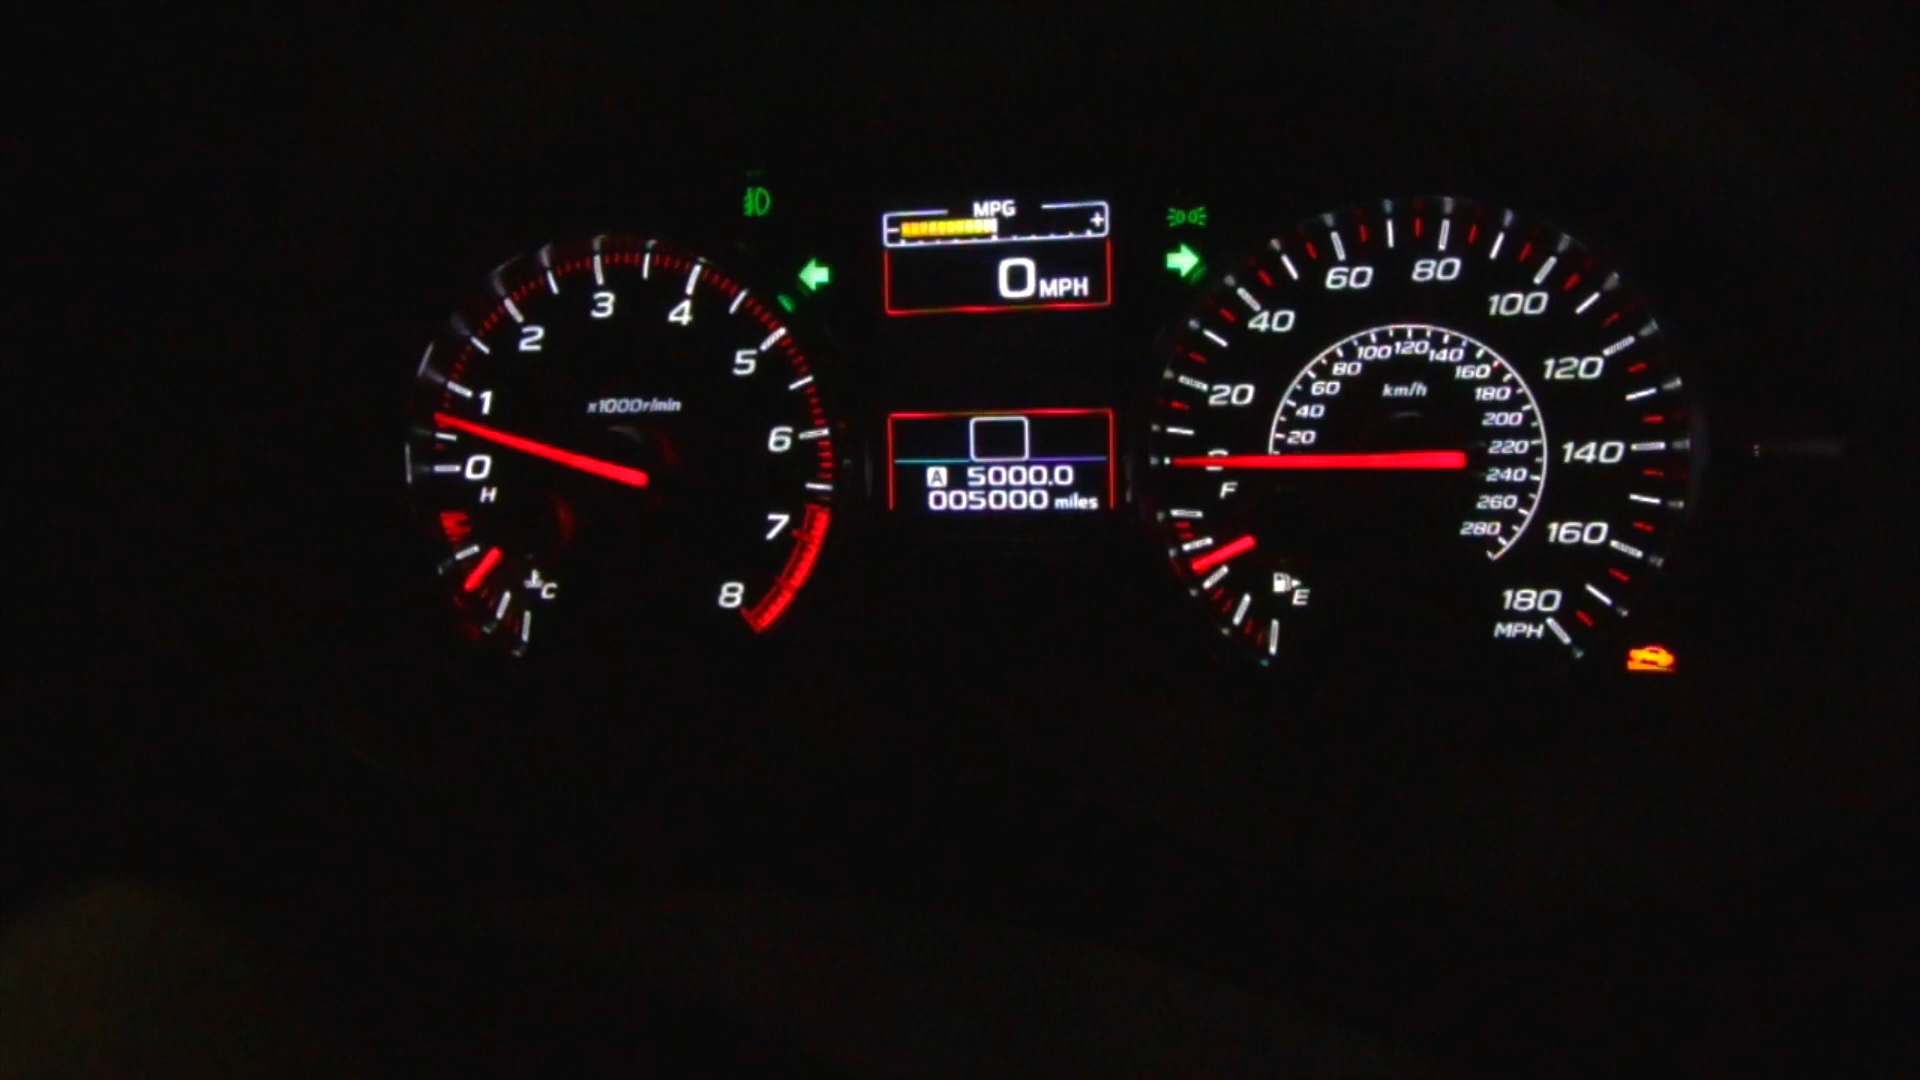 MPG
- +
0 MPH
A 5000.0
005000 miles
0 1 2 3 4 5 6 7 8
x1000r/min
H
C
20 40 60 80 100 120 140 160 180
MPH
km/h
20 40 60 80 100 120 140 160 180 200 220 240 260 280
F
E